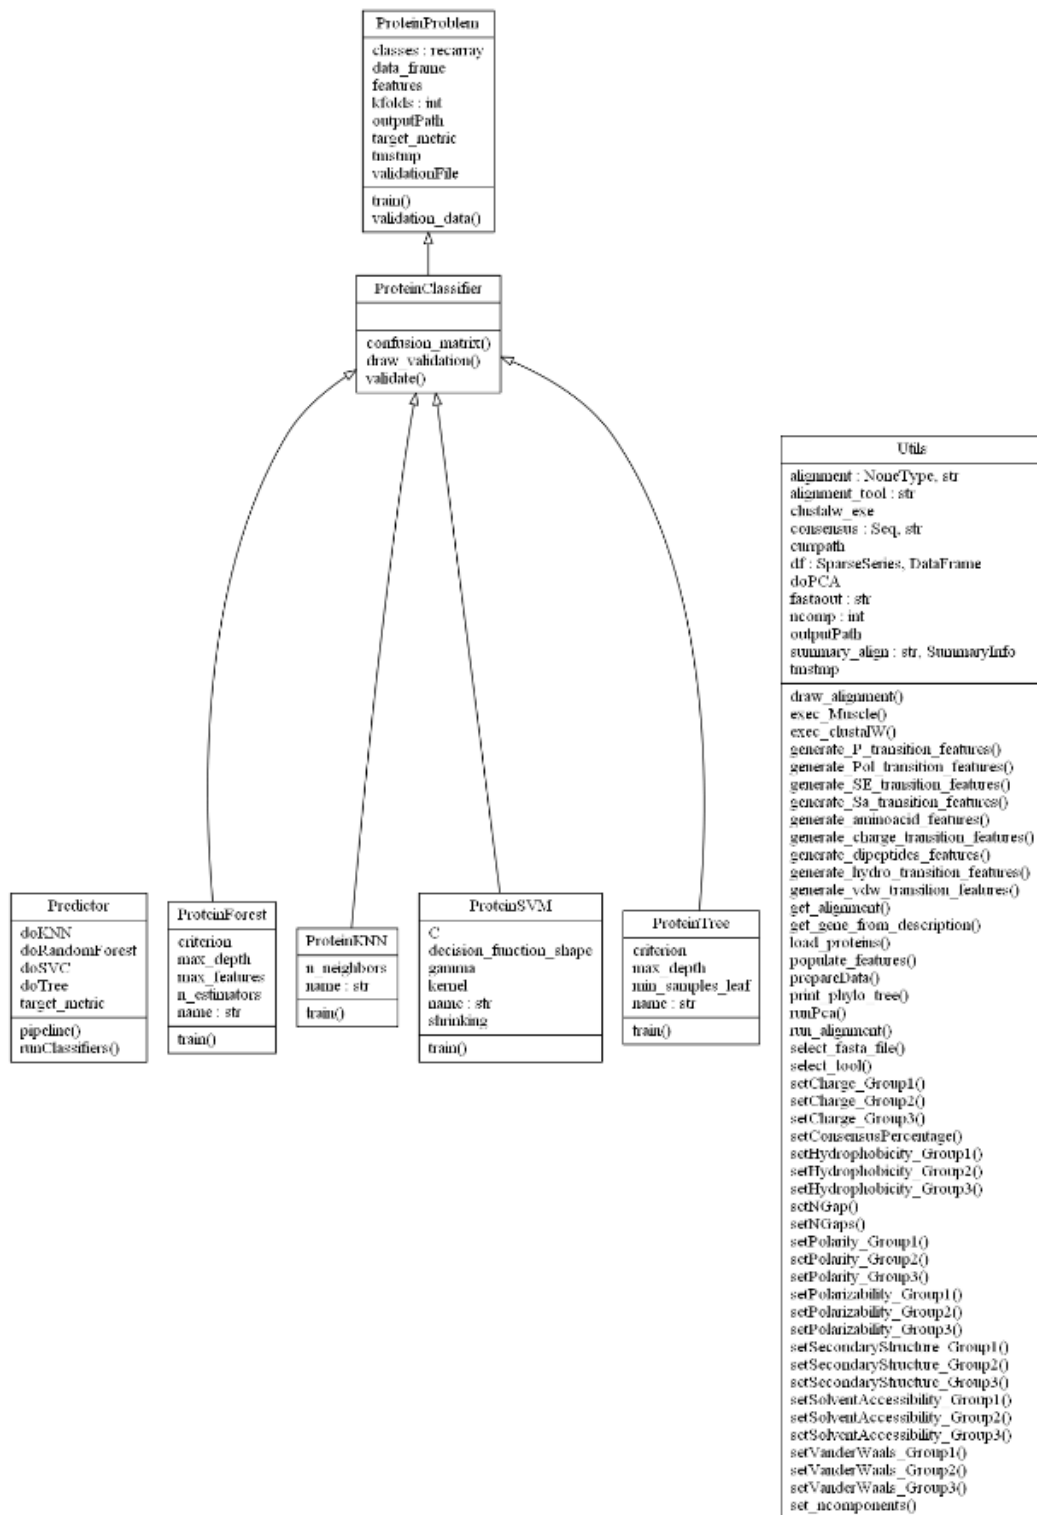 ProteinProblem
classes : recarray
data_frame
features
kfolds : int
outputPath
target_metric
tmstmp
validationFile
train()
validation_data()
ProteinClassifier
confusion_matrix()
draw_validation()
validate()
Predictor
doKNN
doRandomForest
doSVC
doTree
target_metric
pipeline()
runClassifiers()
ProteinForest
criterion
max_depth
max_features
n_estimators
name : str
train()
ProteinKNN
n_neighbors
name : str
train()
ProteinSVM
C
decision_function_shape
gamma
kernel
name : str
shrinking
train()
ProteinTree
criterion
max_depth
min_samples_leaf
name : str
train()
Utils
alignment : NoneType, str
alignment_tool : str
clustalw_exe
consensus : Seq, str
currpath
df : SparseSeries, DataFrame
doPCA
fastaout : str
ncomp : int
outputPath
summary_align : str, SummaryInfo
tmstmp
draw_alignment()
exec_Muscle()
exec_clustalW()
generate_P_transition_features()
generate_Pol_transition_features()
generate_SE_transition_features()
generate_Sa_transition_features()
generate_aminoacid_features()
generate_charge_transition_features()
generate_dipeptides_features()
generate_hydro_transition_features()
generate_vdw_transition_features()
get_alignment()
get_gene_from_description()
load_proteins()
populate_features()
prepareData()
print_phylo_tree()
runPca()
run_alignment()
select_fasta_file()
select_tool()
setCharge_Group1()
setCharge_Group2()
setCharge_Group3()
setConsensusPercentage()
setHydrophobicity_Group1()
setHydrophobicity_Group2()
setHydrophobicity_Group3()
setNGap()
setNGaps()
setPolarity_Group1()
setPolarity_Group2()
setPolarity_Group3()
setPolarizability_Group1()
setPolarizability_Group2()
setPolarizability_Group3()
setSecondaryStructure_Group1()
setSecondaryStructure_Group2()
setSecondaryStructure_Group3()
setSolventAccessibility_Group1()
setSolventAccessibility_Group2()
setSolventAccessibility_Group3()
setVanderWaals_Group1()
setVanderWaals_Group2()
setVanderWaals_Group3()
set_ncomponents()